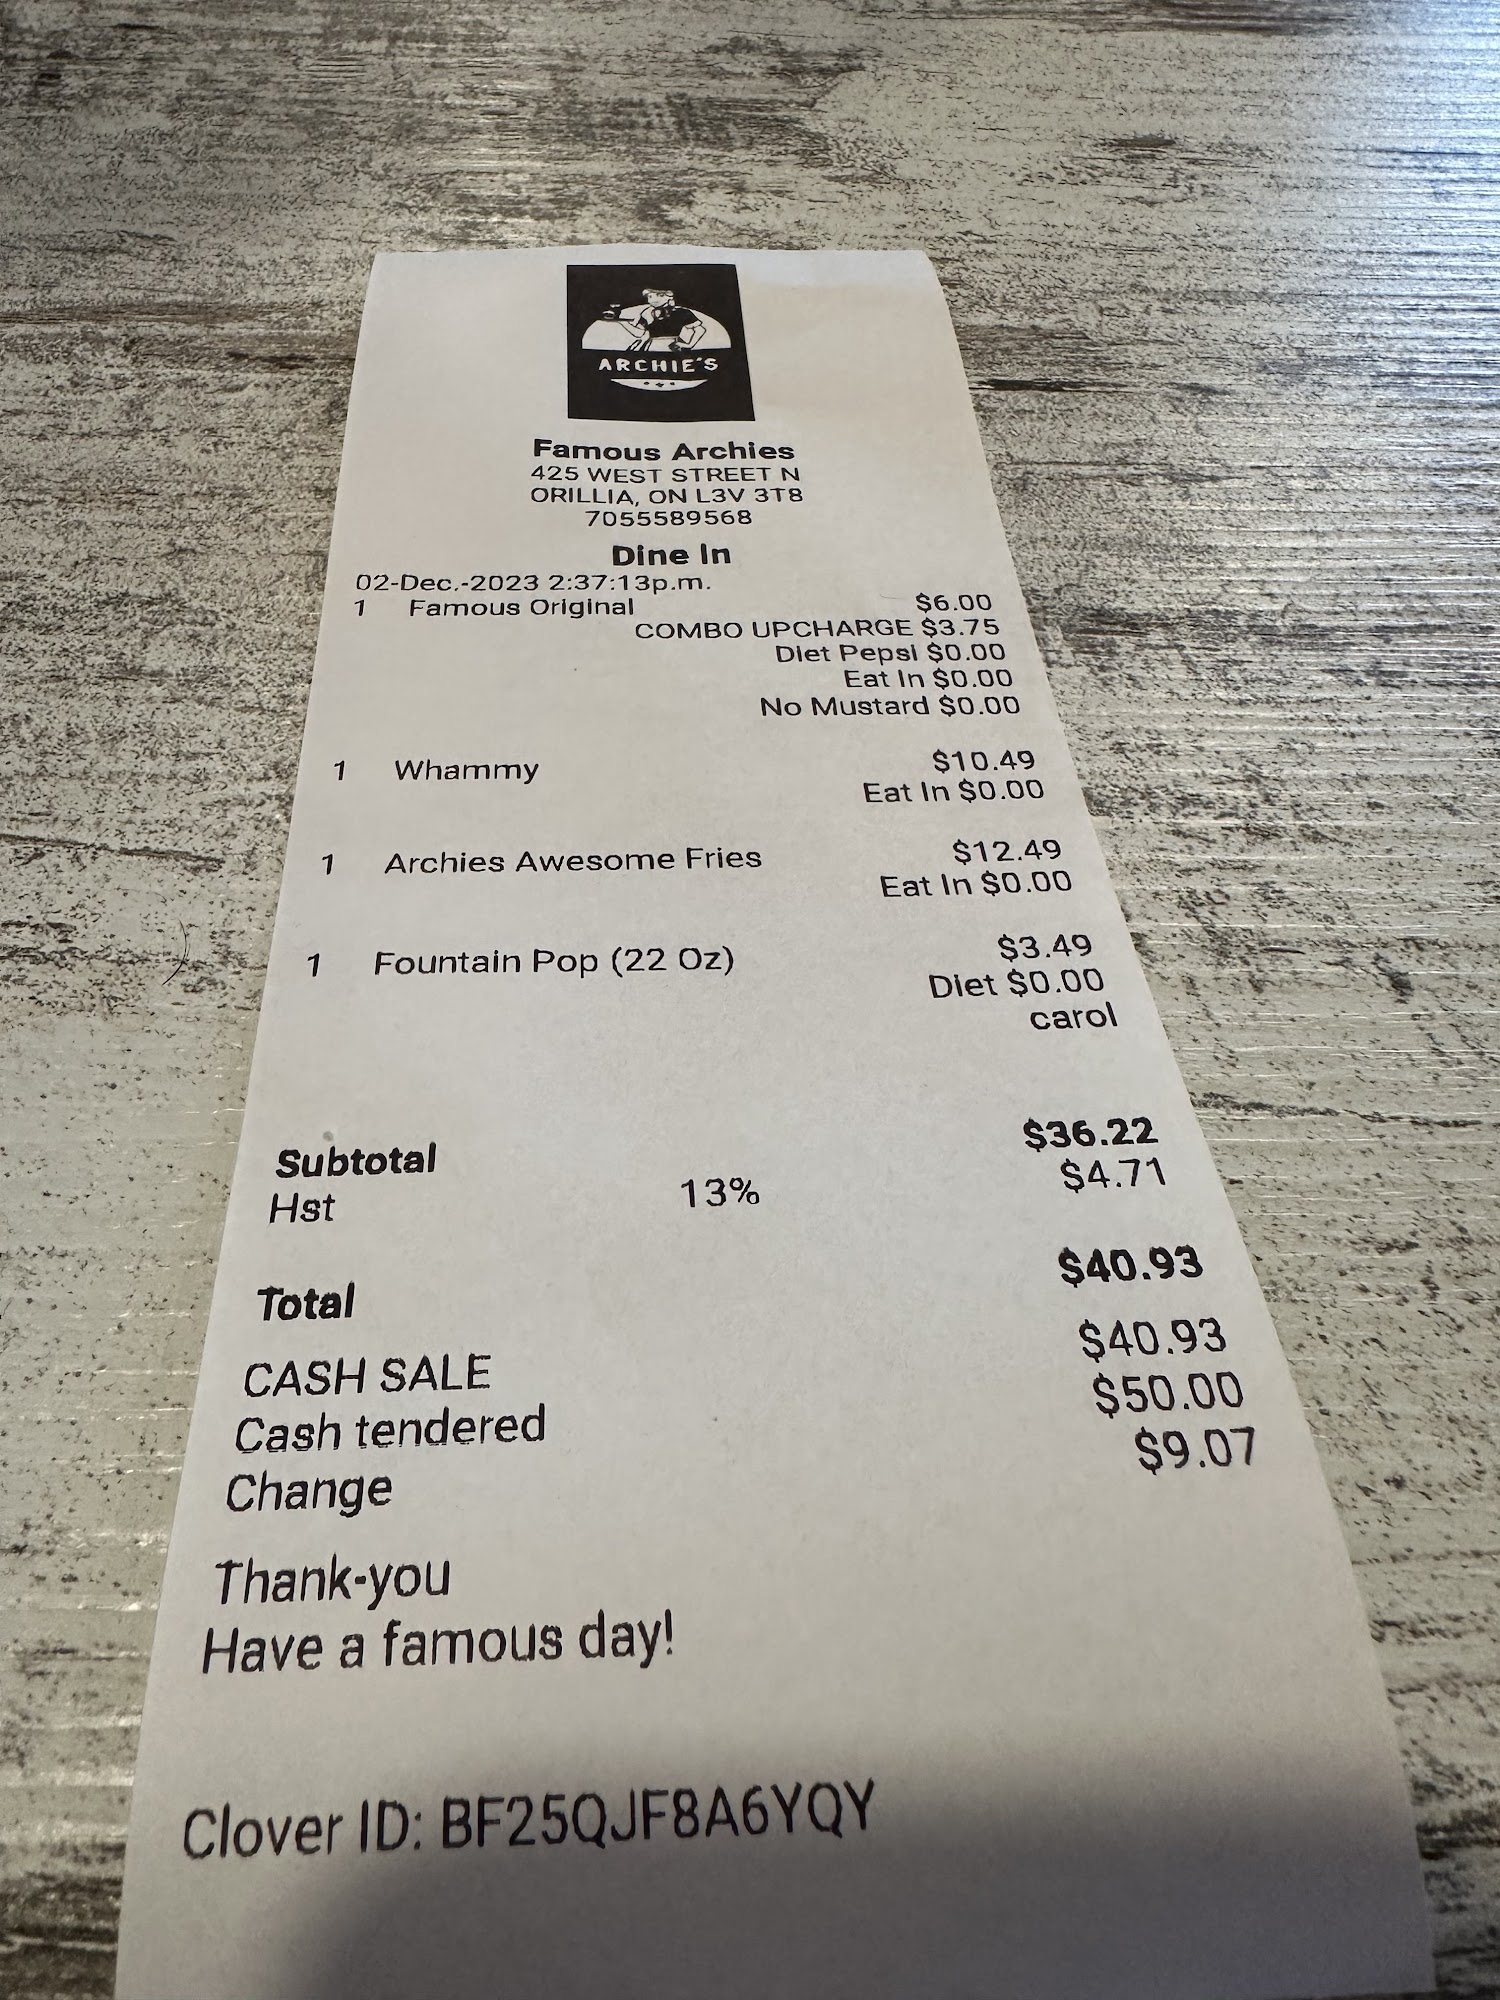 ARCHIE'S
Famous Archies
425 WEST STREET N
ORILLIA, ON L3V 3T8
7055589568
Dine In
02-Dec.-2023 2:37:13p.m.
1 Famous Original $6.00
COMBO UPCHARGE $3.75
Diet Pepsi $0.00
Eat In $0.00
No Mustard $0.00
1 Whammy $10.49
Eat In $0.00
1 Archies Awesome Fries $12.49
Eat In $0.00
1 Fountain Pop (22 Oz) $3.49
Diet $0.00
carol
Subtotal $36.22
Hst 13% $4.71
Total $40.93
CASH SALE $40.93
Cash tendered $50.00
Change $9.07
Thank-you
Have a famous day!
Clover ID: BF25QJF8A6YQY